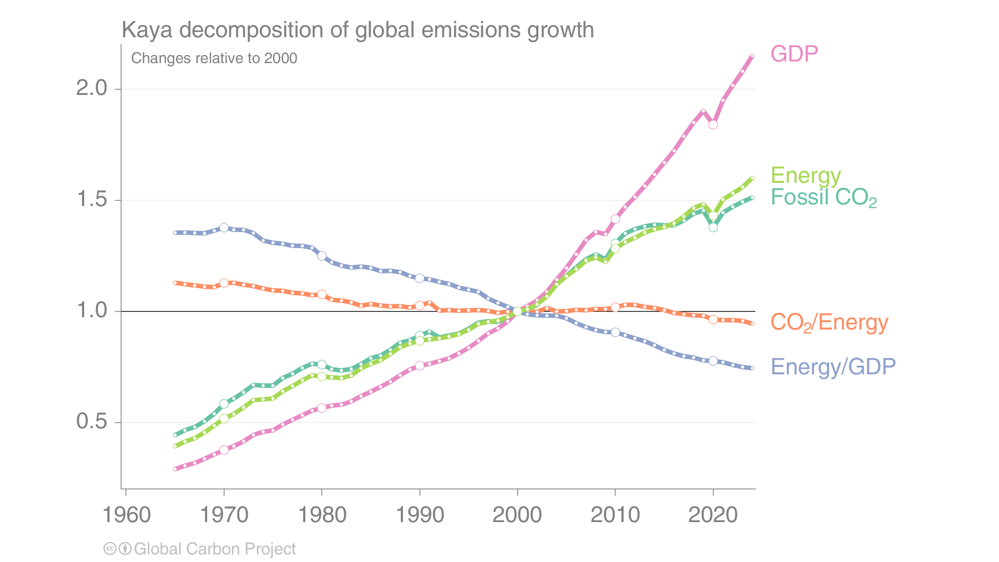 Kaya decomposition of global emissions growth
Changes relative to 2000
GDP
2.0
Energy
1.5
Fossil CO₂
1.0
CO₂/Energy
Energy/GDP
0.5
1960 1970 1980 1990 2000 2010 2020
cc Global Carbon Project